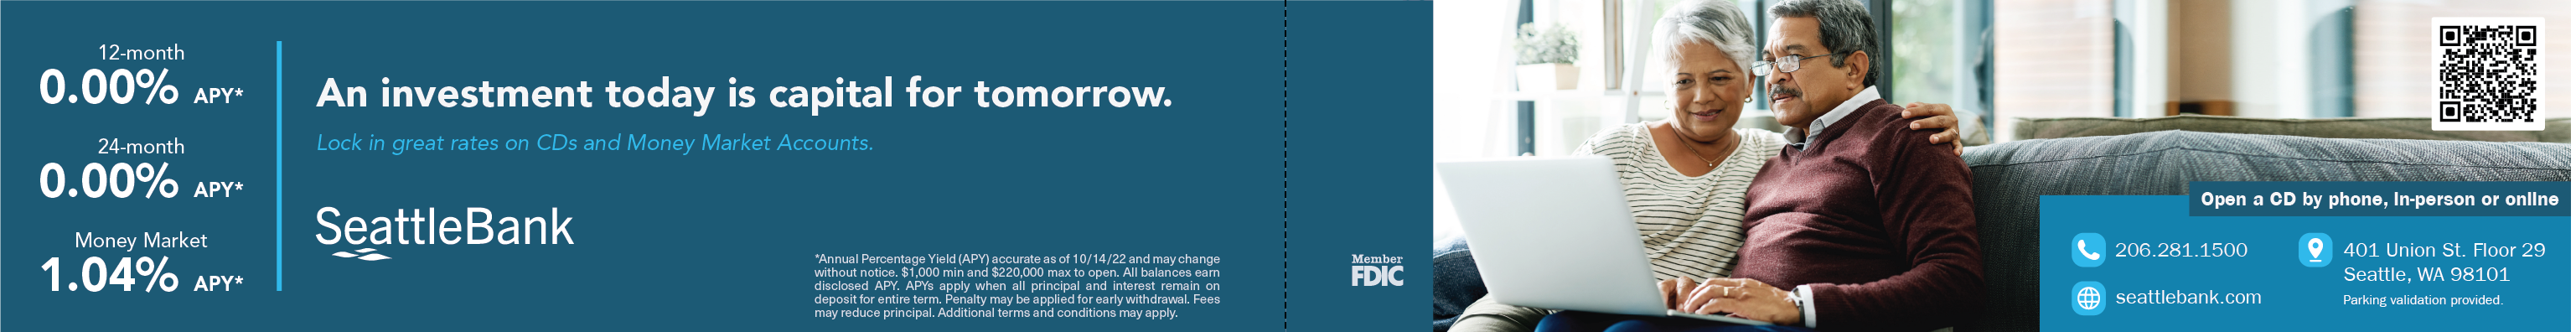 12-month
0.00% APY*
24-month
0.00% APY*
Money Market
1.04% APY*
An investment today is capital for tomorrow.
Lock in great rates on CDs and Money Market Accounts.
SeattleBank
*Annual Percentage Yield (APY) accurate as of 10/14/22 and may change
without notice. $1,000 min and $220,000 max to open. All balances earn
disclosed APY. APYs apply when all principal and interest remain on
deposit for entire term. Penalty may be applied for early withdrawal. Fees
may reduce principal. Additional terms and conditions may apply.
Member
FDIC
Open a CD by phone, in-person or online
206.281.1500
seattlebank.com
401 Union St. Floor 29
Seattle, WA 98101
Parking validation provided.